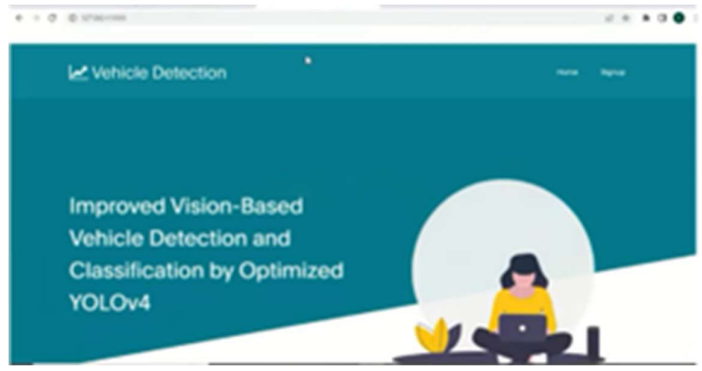 Vehicle Detection
Home Signup
Improved Vision-Based
Vehicle Detection and
Classification by Optimized
YOLOv4